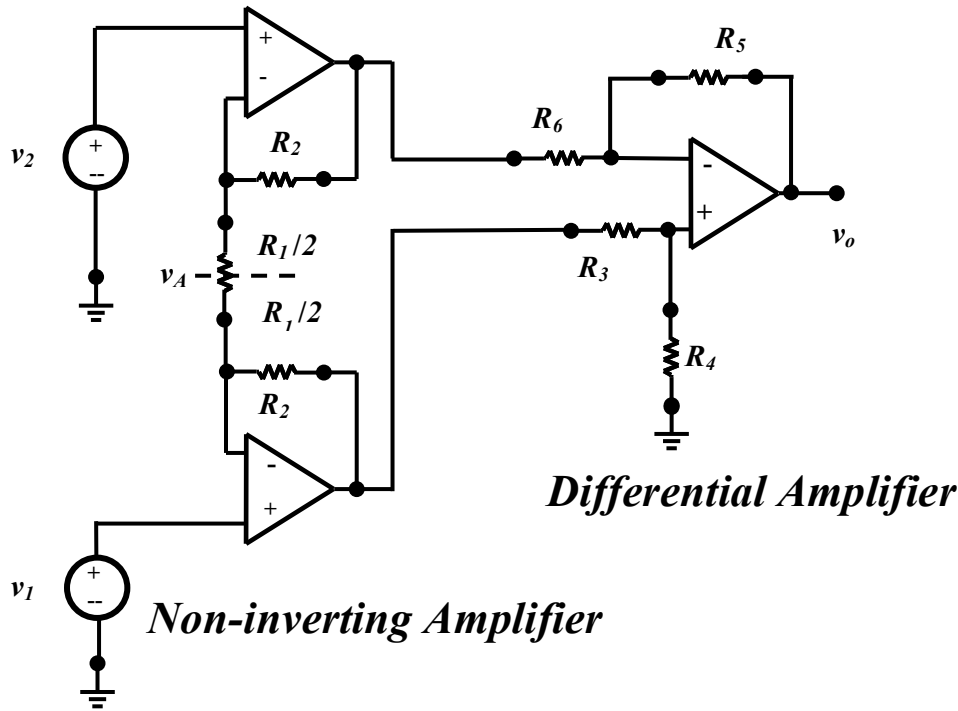 +
-
R5
R2
R6
v2
+
--
-
+
vo
R1/2
vA
R1/2
R3
R2
R4
-
+
Differential Amplifier
v1
+
--
Non-inverting Amplifier